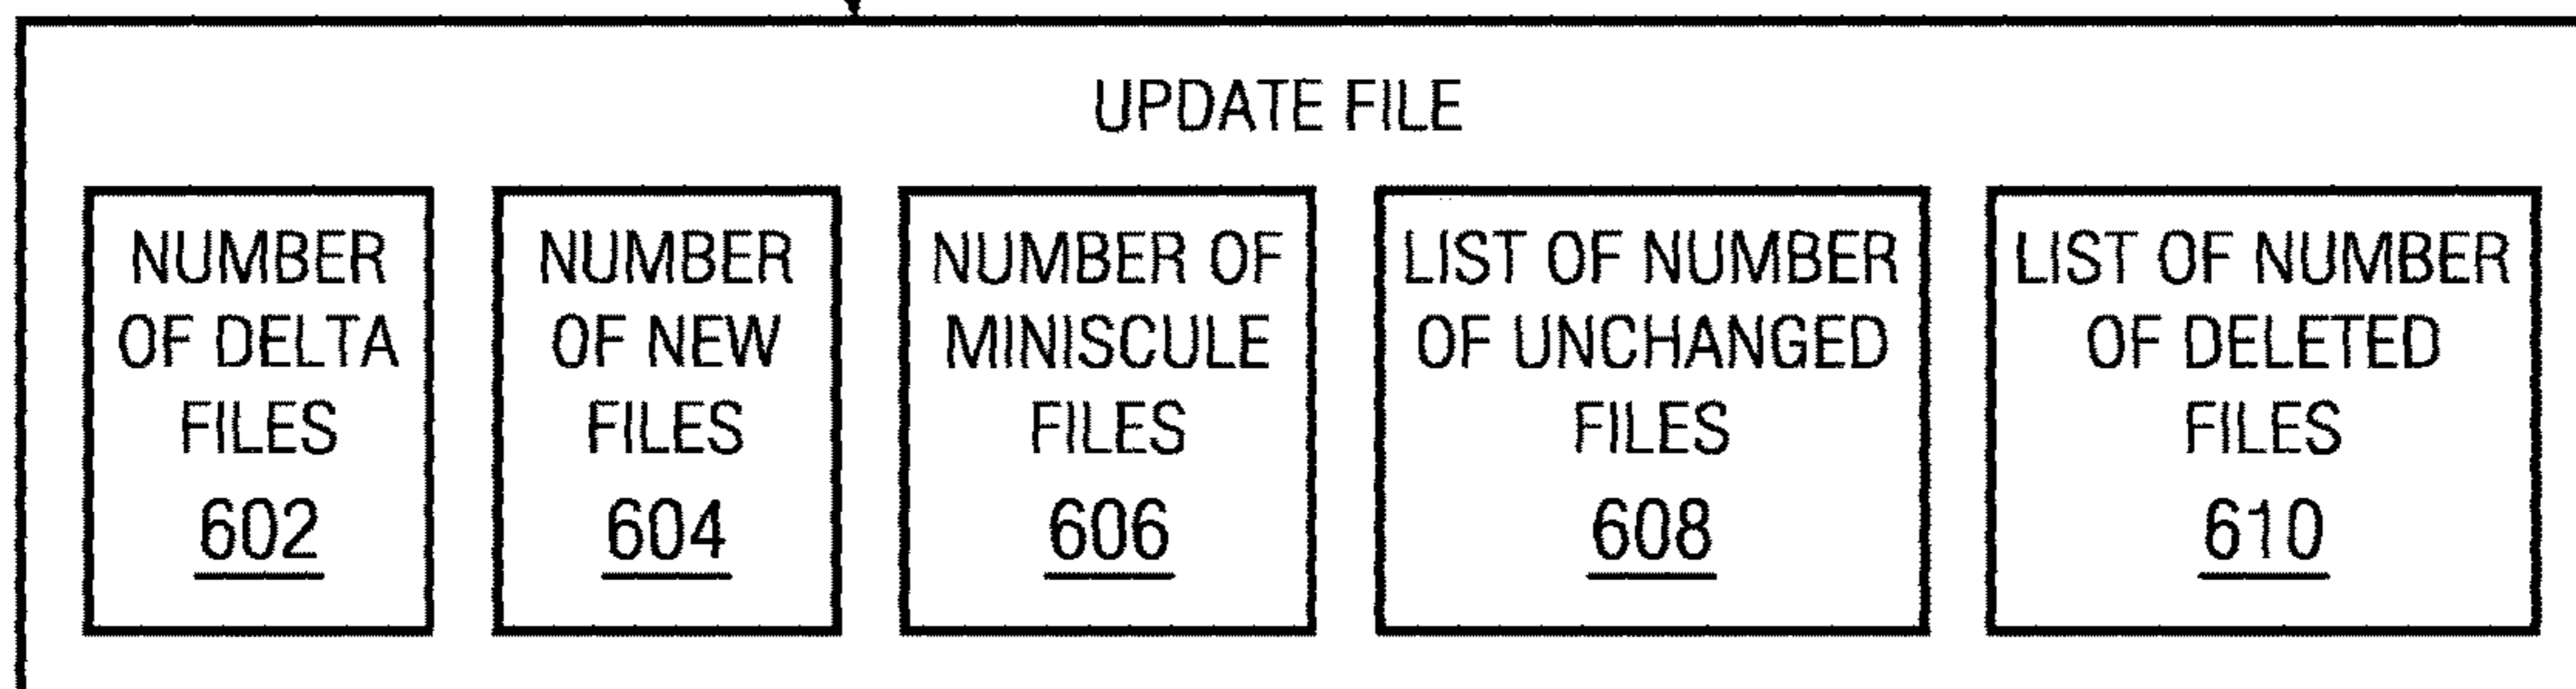 UPDATE FILE
NUMBER
OF DELTA
FILES
602
NUMBER
OF NEW
FILES
604
NUMBER OF
MINISCULE
FILES
606
LIST OF NUMBER
OF UNCHANGED
FILES
608
LIST OF NUMBER
OF DELETED
FILES
610